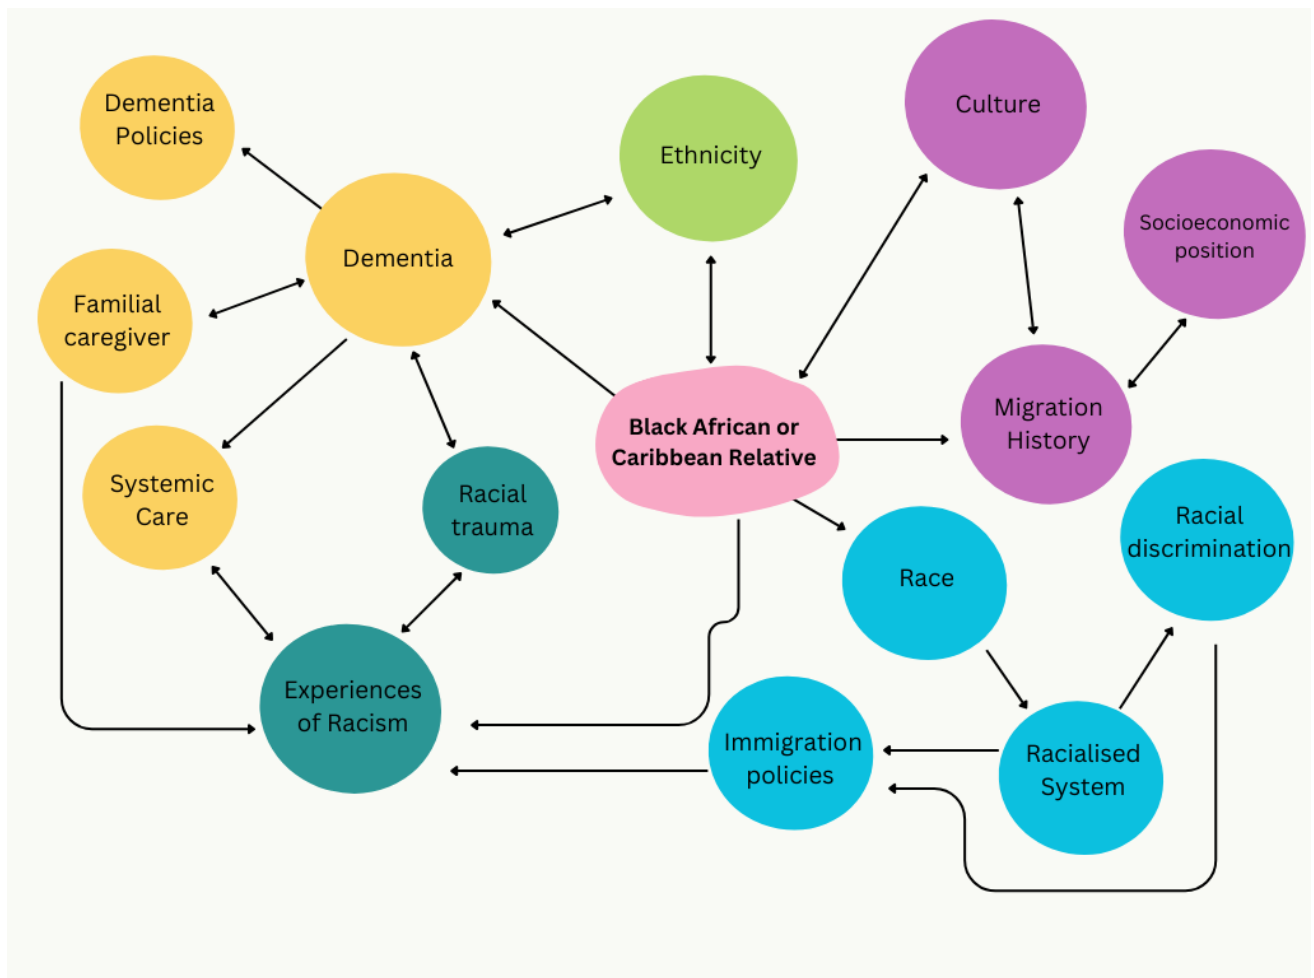 Dementia
Policies
Ethnicity
Culture
Socioeconomic
position
Dementia
Familial
caregiver
Black African or
Caribbean Relative
Migration
History
Systemic
Care
Racial
trauma
Racial
discrimination
Race
Experiences
of Racism
Immigration
policies
Racialised
System